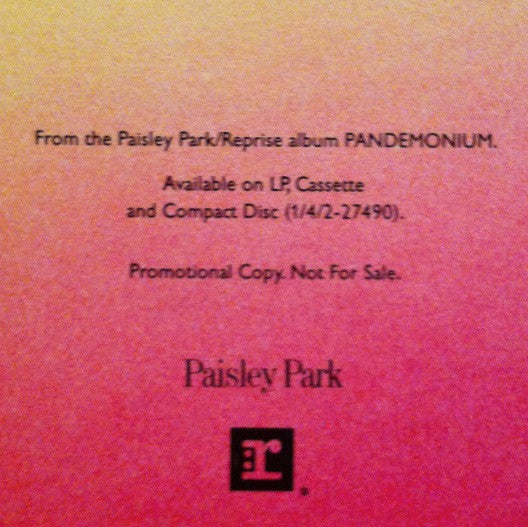 From the Paisley Park/Reprise album PANDEMONIUM.
Available on LP, Cassette
and Compact Disc (1/4/2-27490).
Promotional Copy. Not For Sale.
Paisley Park
r